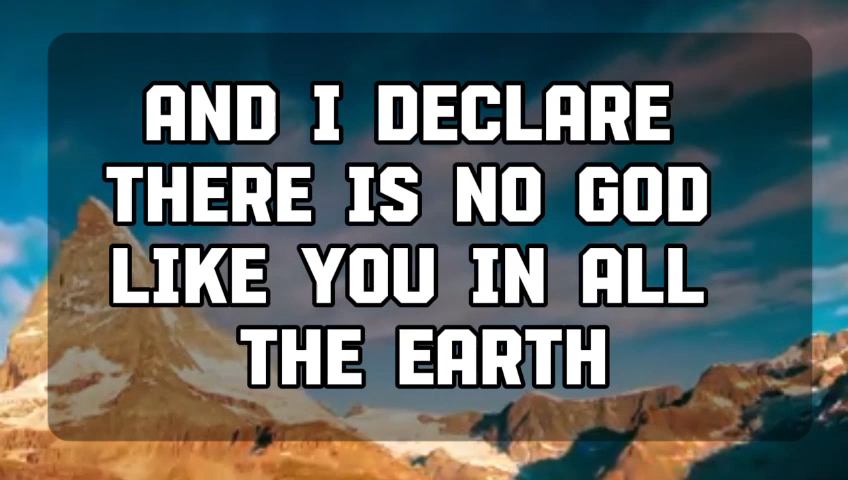 AND I DECLARE
THERE IS NO GOD
LIKE YOU IN ALL
THE EARTH